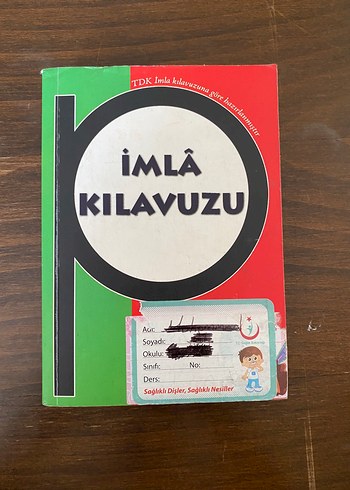 TDK İmla kılavuzuna göre hazırlanmıştır
İMLÂ
KILAVUZU
Adı:
Soyadı:
Okulu:
Sınıfı: No:
Ders:
Sağlıklı Dişler, Sağlıklı Nesiller